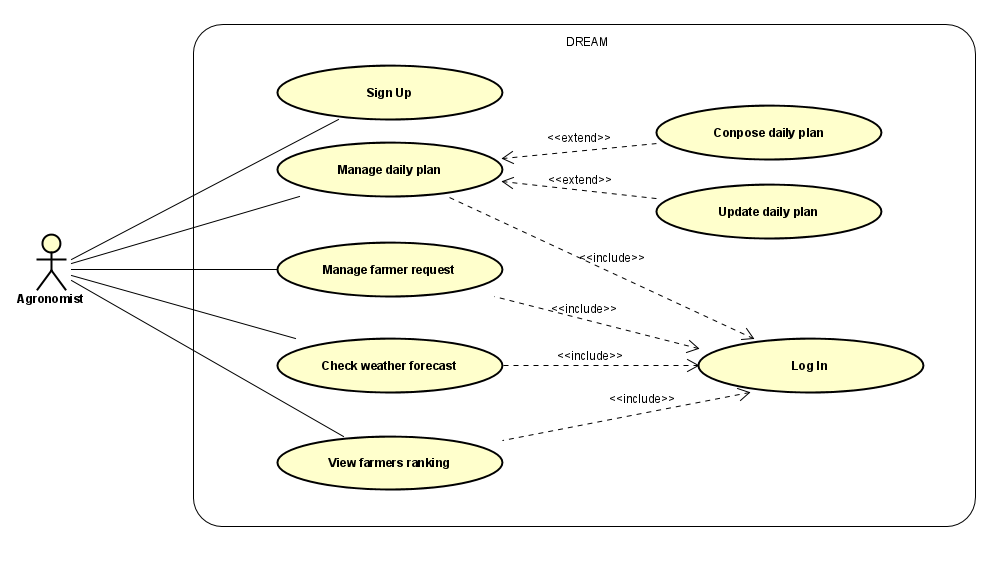 DREAM
Sign Up
<<extend>>
Conpose daily plan
Manage daily plan
<<extend>>
Update daily plan
<<include>>
Manage farmer request
Agronomist
<<include>>
<<include>>
Check weather forecast
Log In
<<include>>
View farmers ranking